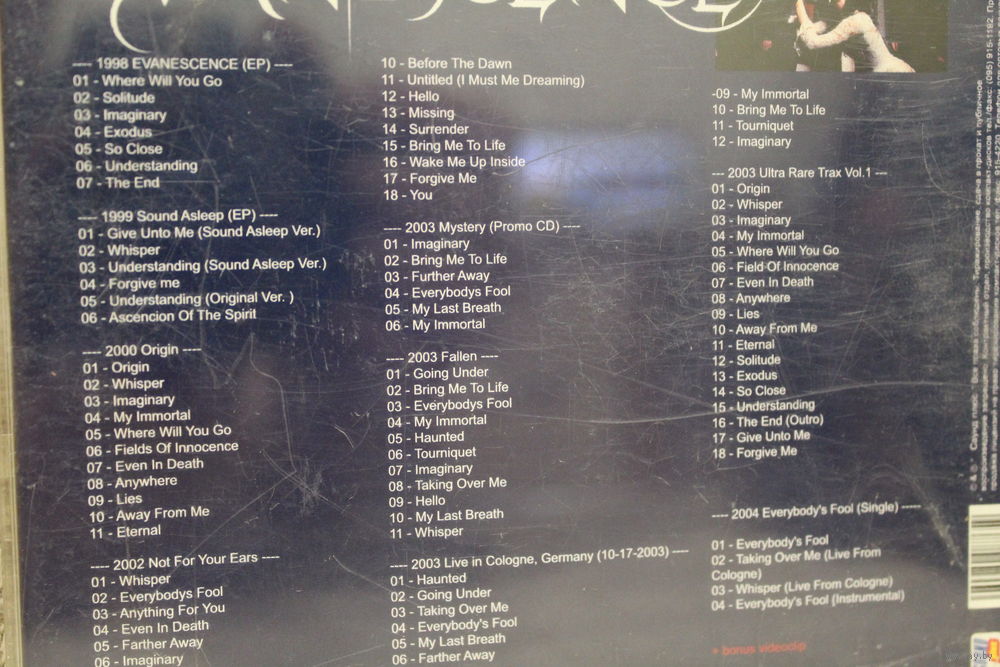 EVANESCENCE
---- 1998 EVANESCENCE (EP) ----
01 - Where Will You Go
02 - Solitude
03 - Imaginary
04 - Exodus
05 - So Close
06 - Understanding
07 - The End
---- 1999 Sound Asleep (EP) ----
01 - Give Unto Me (Sound Asleep Ver.)
02 - Whisper
03 - Understanding (Sound Asleep Ver.)
04 - Forgive me
05 - Understanding (Original Ver. )
06 - Ascencion Of The Spirit
---- 2000 Origin ----
01 - Origin
02 - Whisper
03 - Imaginary
04 - My Immortal
05 - Where Will You Go
06 - Fields Of Innocence
07 - Even In Death
08 - Anywhere
09 - Lies
10 - Away From Me
11 - Eternal
---- 2002 Not For Your Ears ----
01 - Whisper
02 - Everybodys Fool
03 - Anything For You
04 - Even In Death
05 - Farther Away
06 - Imaginary
10 - Before The Dawn
11 - Untitled (I Must Me Dreaming)
12 - Hello
13 - Missing
14 - Surrender
15 - Bring Me To Life
16 - Wake Me Up Inside
17 - Forgive Me
18 - You
---- 2003 Mystery (Promo CD) ----
01 - Imaginary
02 - Bring Me To Life
03 - Further Away
04 - Everybodys Fool
05 - My Last Breath
06 - My Immortal
---- 2003 Fallen ----
01 - Going Under
02 - Bring Me To Life
03 - Everybodys Fool
04 - My Immortal
05 - Haunted
06 - Tourniquet
07 - Imaginary
08 - Taking Over Me
09 - Hello
10 - My Last Breath
11 - Whisper
---- 2003 Live in Cologne, Germany (10-17-2003) ----
01 - Haunted
02 - Going Under
03 - Taking Over Me
04 - Everybody's Fool
05 - My Last Breath
06 - Farther Away
-09 - My Immortal
10 - Bring Me To Life
11 - Tourniquet
12 - Imaginary
--- 2003 Ultra Rare Trax Vol.1 ---
01 - Origin
02 - Whisper
03 - Imaginary
04 - My Immortal
05 - Where Will You Go
06 - Field Of Innocence
07 - Even In Death
08 - Anywhere
09 - Lies
10 - Away From Me
11 - Eternal
12 - Solitude
13 - Exodus
14 - So Close
15 - Understanding
16 - The End (Outro)
17 - Give Unto Me
18 - Forgive Me
---- 2004 Everybody's Fool (Single) -----
01 - Everybody's Fool
02 - Taking Over Me (Live From
Cologne)
03 - Whisper (Live From Cologne)
04 - Everybody's Fool (Instrumental)
+ bonus videoclip